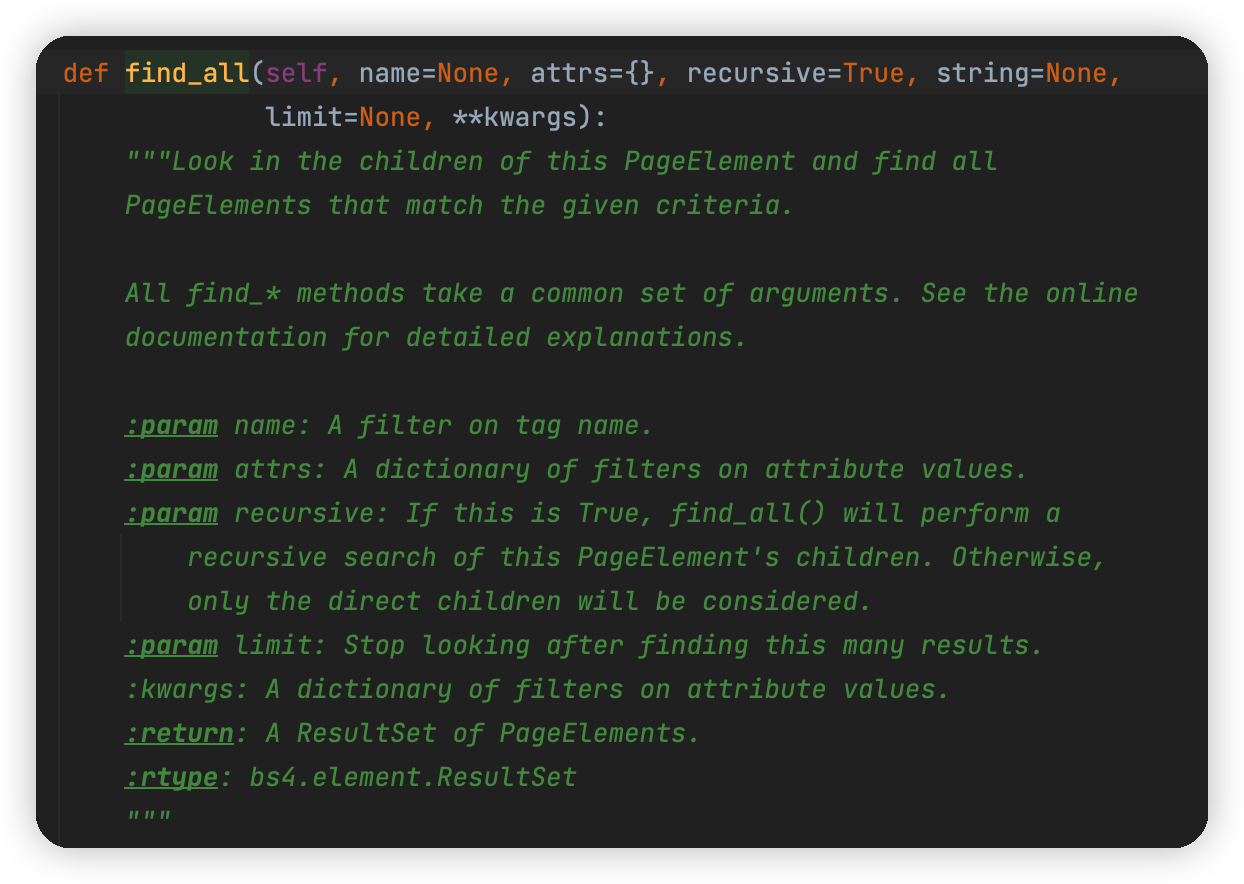 def find_all(self, name=None, attrs={}, recursive=True, string=None,
limit=None, **kwargs):
"""Look in the children of this PageElement and find all
PageElements that match the given criteria.
All find_* methods take a common set of arguments. See the online
documentation for detailed explanations.
:param name: A filter on tag name.
:param attrs: A dictionary of filters on attribute values.
:param recursive: If this is True, find_all() will perform a
recursive search of this PageElement's children. Otherwise,
only the direct children will be considered.
:param limit: Stop looking after finding this many results.
:kwargs: A dictionary of filters on attribute values.
:return: A ResultSet of PageElements.
:rtype: bs4.element.ResultSet
"""